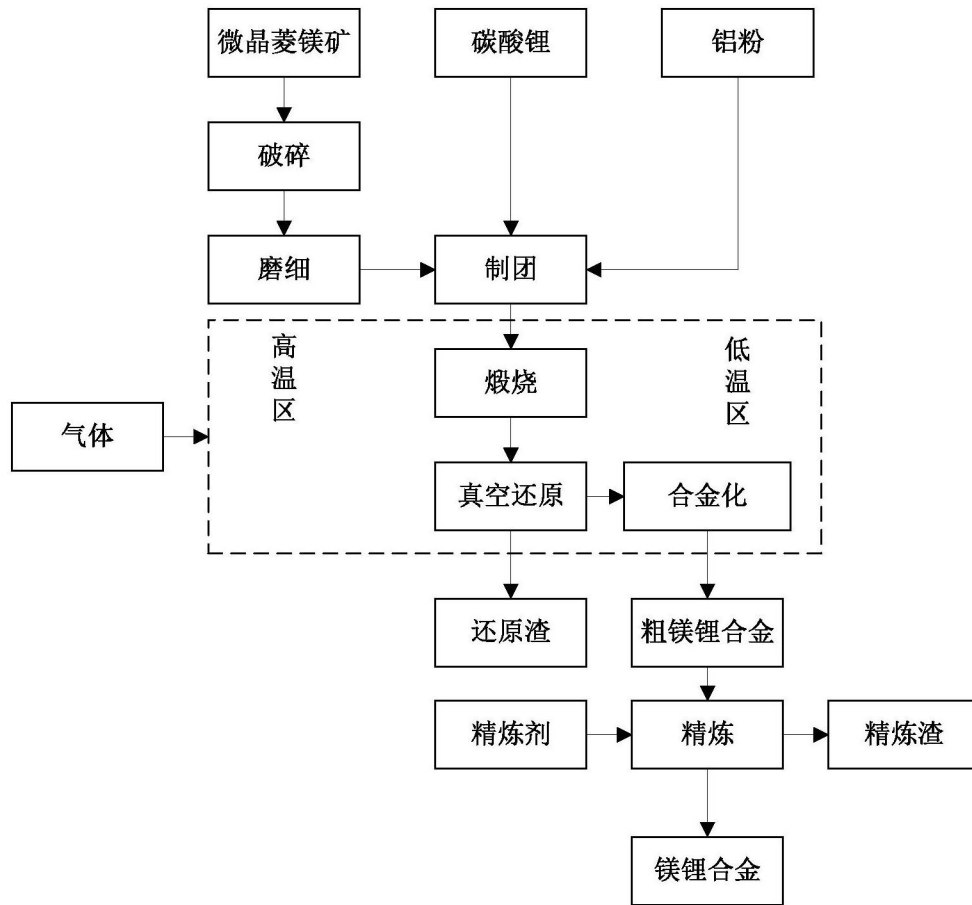 微晶菱镁矿
碳酸锂
铝粉
破碎
磨细
制团
高温区
低温区
煅烧
气体
真空还原
合金化
还原渣
粗镁锂合金
精炼剂
精炼
精炼渣
镁锂合金